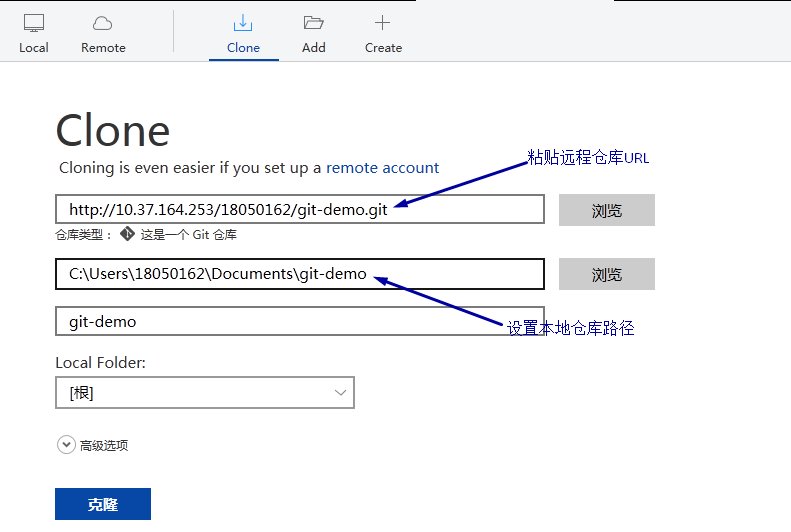 Local Remote Clone Add Create
Clone
Cloning is even easier if you set up a remote account
粘贴远程仓库URL
http://10.37.164.253/18050162/git-demo.git 浏览
仓库类型： 这是一个 Git 仓库
C:\Users\18050162\Documents\git-demo 浏览
git-demo
设置本地仓库路径
Local Folder:
[根]
高级选项
克隆